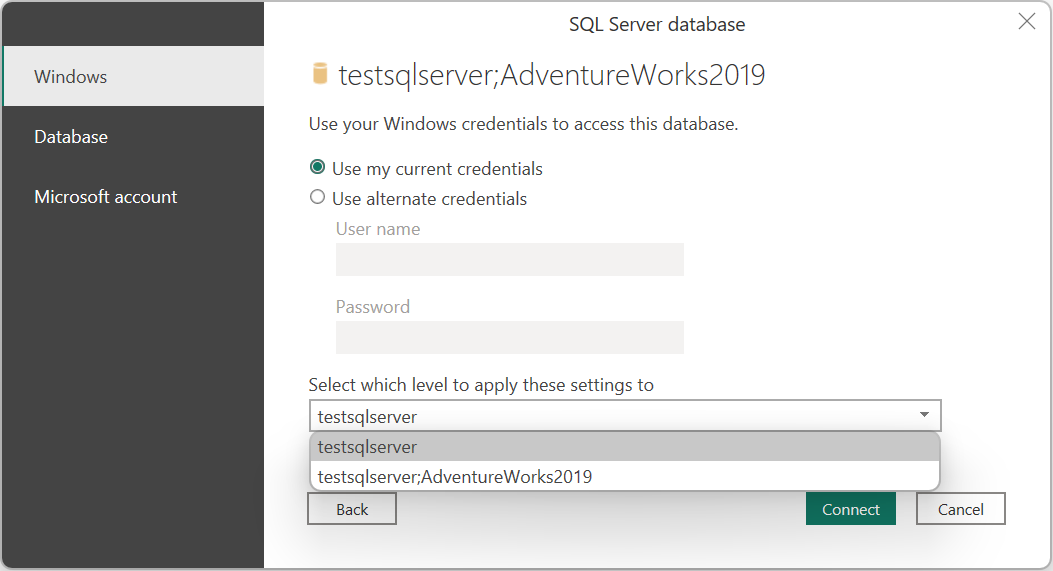 SQL Server database
Windows
Database
Microsoft account
testsqlserver;AdventureWorks2019
Use your Windows credentials to access this database.
Use my current credentials
Use alternate credentials
User name
Password
Select which level to apply these settings to
testsqlserver
testsqlserver
testsqlserver;AdventureWorks2019
Back
Connect
Cancel